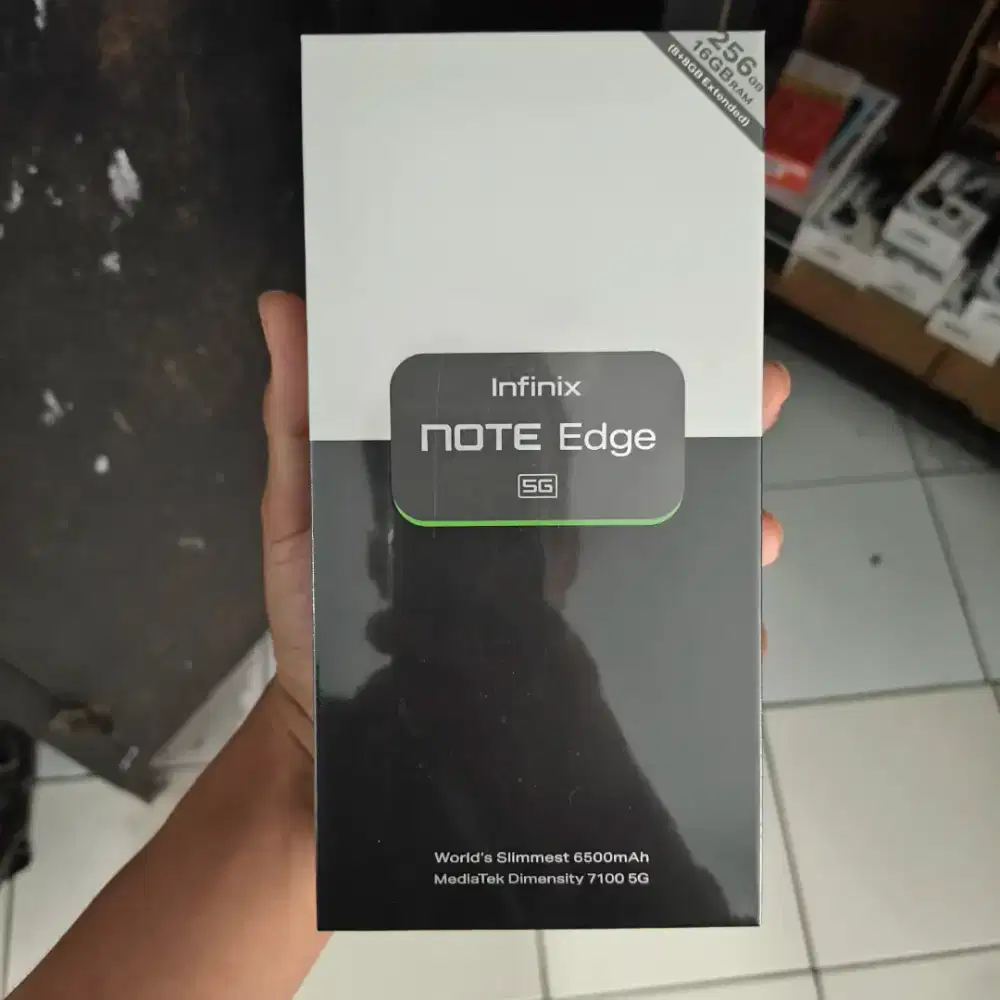 256GB
16GB RAM
(8+8GB Extended)
Infinix
NOTE Edge
5G
World's Slimmest 6500mAh
MediaTek Dimensity 7100 5G